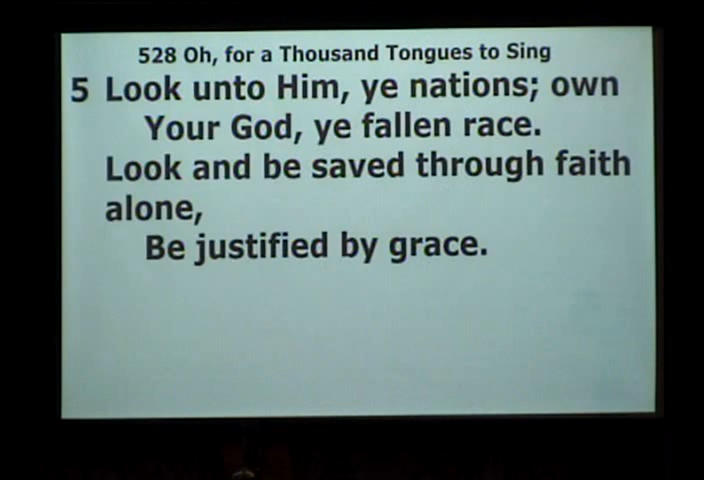 528 Oh, for a Thousand Tongues to Sing
5 Look unto Him, ye nations; own
Your God, ye fallen race.
Look and be saved through faith
alone,
Be justified by grace.